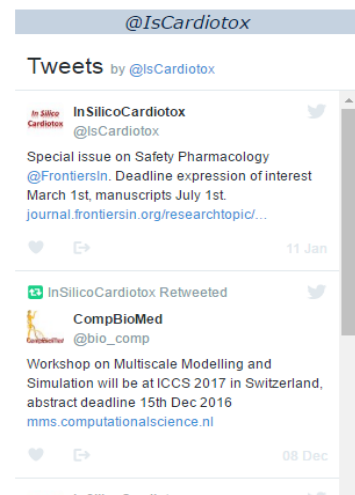 @IsCardiotox
Tweets by @IsCardiotox
In Silico
Cardiotox
InSilicoCardiotox
@IsCardiotox
Special issue on Safety Pharmacology
@FrontiersIn. Deadline expression of interest
March 1st, manuscripts July 1st.
journal.frontiersin.org/researchtopic/…
11 Jan
InSilicoCardiotox Retweeted
CompBioMed
CompBioMed
@bio_comp
Workshop on Multiscale Modelling and
Simulation will be at ICCS 2017 in Switzerland,
abstract deadline 15th Dec 2016
mms.computationalscience.nl
08 Dec